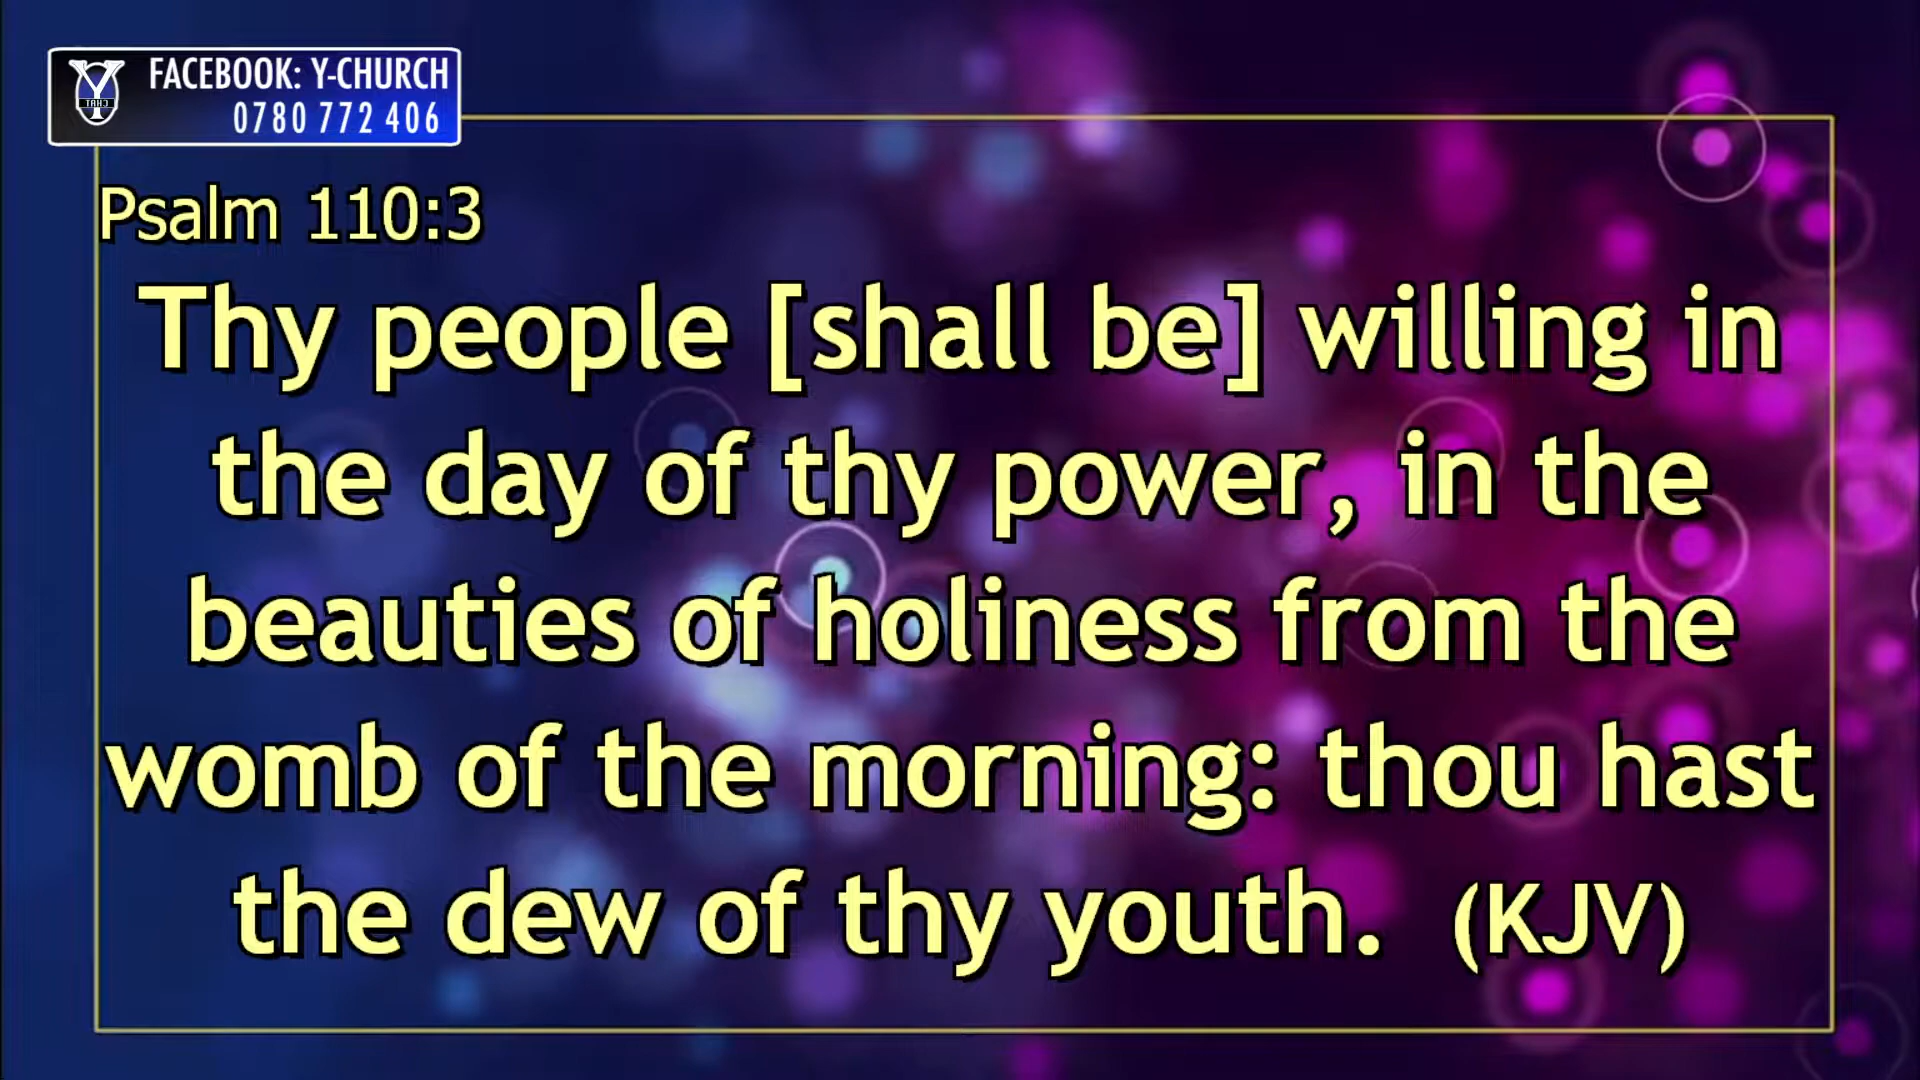 FACEBOOK: Y-CHURCH
0780 772 406
Psalm 110:3
Thy people [shall be] willing in
the day of thy power, in the
beauties of holiness from the
womb of the morning: thou hast
the dew of thy youth. (KJV)